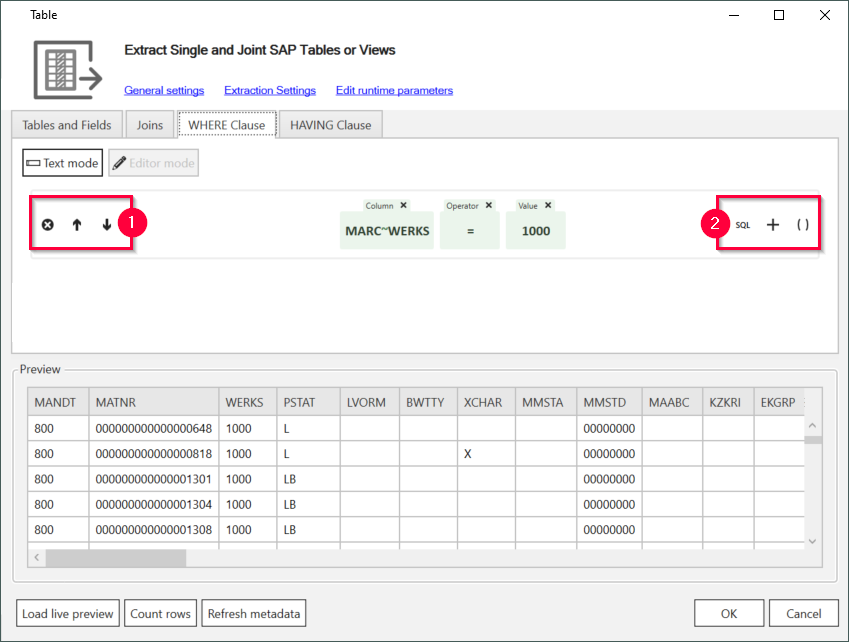 Table
Extract Single and Joint SAP Tables or Views
General settings Extraction Settings Edit runtime parameters
Tables and Fields Joins WHERE Clause HAVING Clause
Text mode Editor mode
Column Operator Value
1 MARC~WERKS = 1000 2 SQL + ( )
Preview
MANDT MATNR WERKS PSTAT LVORM BWTTY XCHAR MMSTA MMSTD MAABC KZKRI EKGRP
800 000000000000000648 1000 L 00000000
800 000000000000000818 1000 L X 00000000
800 000000000000001301 1000 LB 00000000
800 000000000000001304 1000 LB 00000000
800 000000000000001308 1000 LB 00000000
Load live preview Count rows Refresh metadata OK Cancel